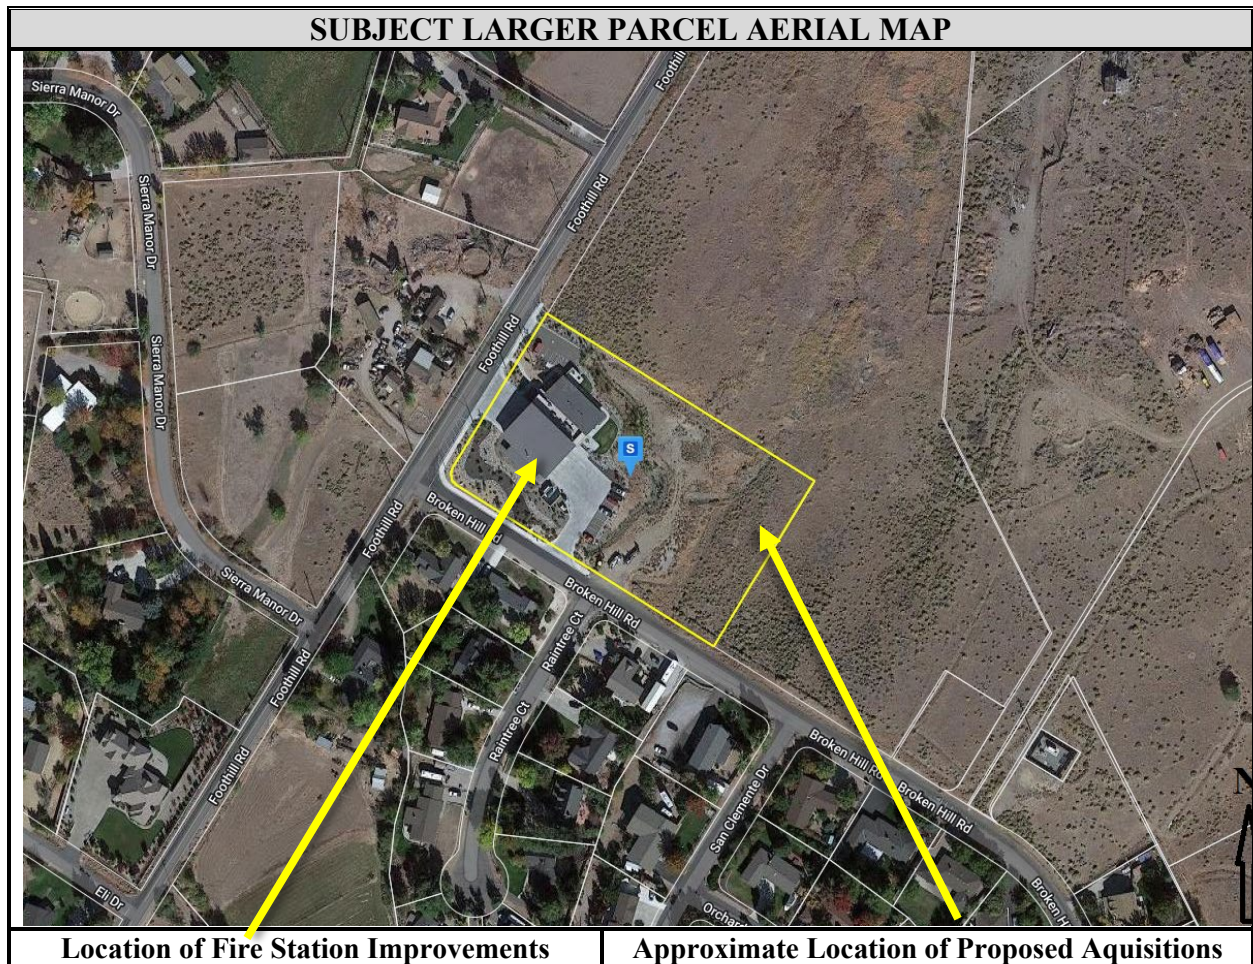 SUBJECT LARGER PARCEL AERIAL MAP
Foothill
Sierra Manor Dr
Sierra Manor Dr
Foothill Rd
Sierra Manor Dr
Foothill Rd
S
Broken Hill
Foothill Rd
Sierra Manor Dr
Broken Hill Rd
Raintree Ct
Foothill Rd
Raintree Ct
Broken Hill Rd
Broken Hill Rd
Foothill Rd
San Clemente Dr
N
Eli Dr
Orchard
Broken H
Location of Fire Station Improvements
Approximate Location of Proposed Aquisitions